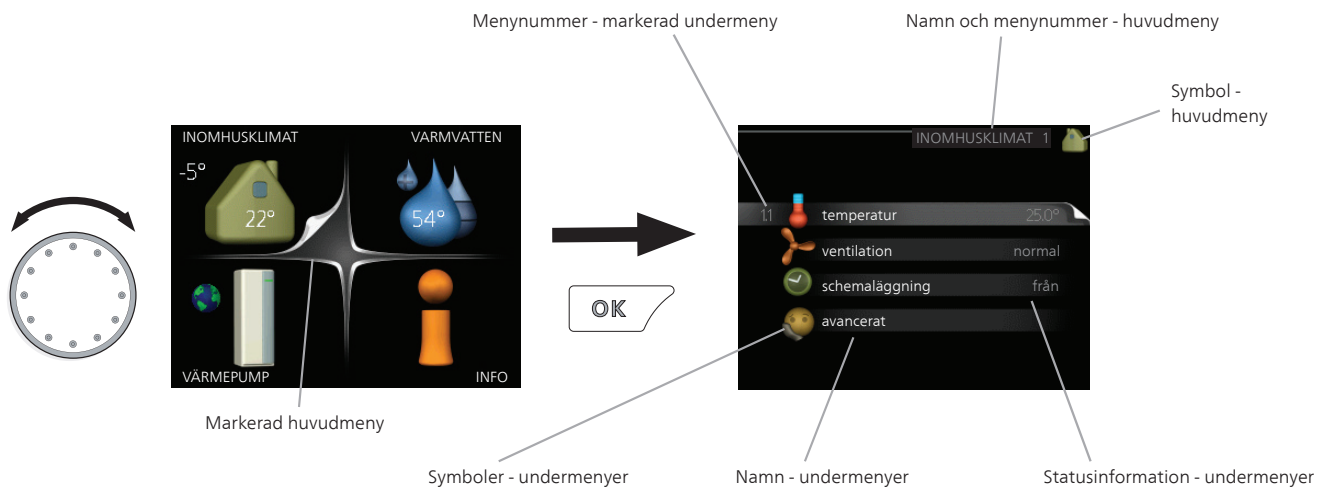 Menynummer - markerad undermeny
Namn och menynummer - huvudmeny
Symbol -
huvudmeny
INOMHUSKLIMAT
VARMVATTEN
-5°
22°
54°
VÄRMEPUMP
INFO
Markerad huvudmeny
OK
INOMHUSKLIMAT 1
1.1 temperatur 25.0°
ventilation normal
schemaläggning från
avancerat
Symboler - undermenyer
Namn - undermenyer
Statusinformation - undermenyer